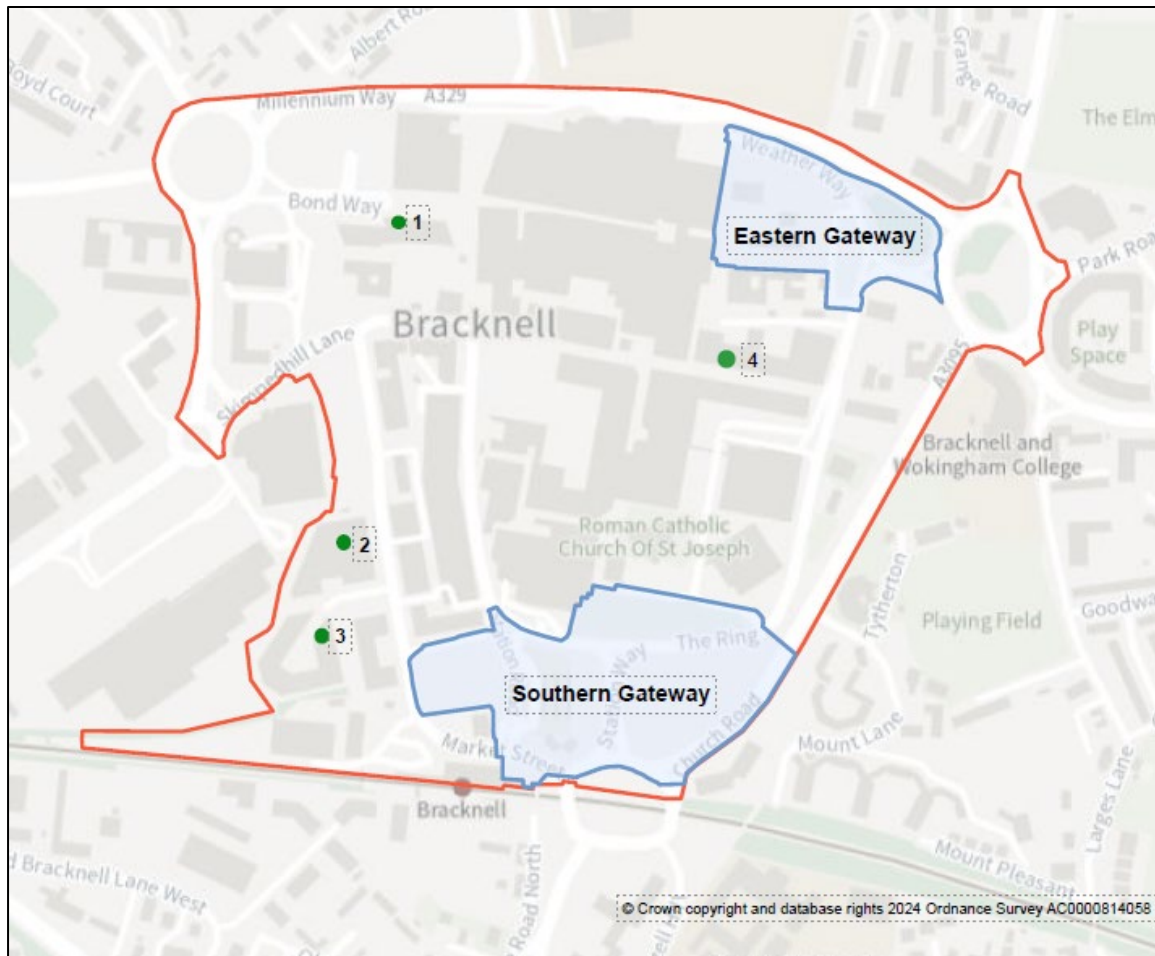 Albert Ro
oyd Court
Millennium Way
A329
Grange Road
The Elm
Weather Way
Bond Way
1
Eastern Gateway
Park Roa
Bracknell
Play
Space
Skimpedhill Lane
4
A3095
Bracknell and
Wokingham College
Roman Catholic
Church Of St Joseph
2
Tytherton
Playing Field
Goodwa
3
The Ring
Southern Gateway
Church Road
Market Street
Mount Lane
Bracknell
Larges Lane
Mount Pleasant
d Bracknell Lane West
Road North
© Crown copyright and database rights 2024 Ordnance Survey AC0000814058